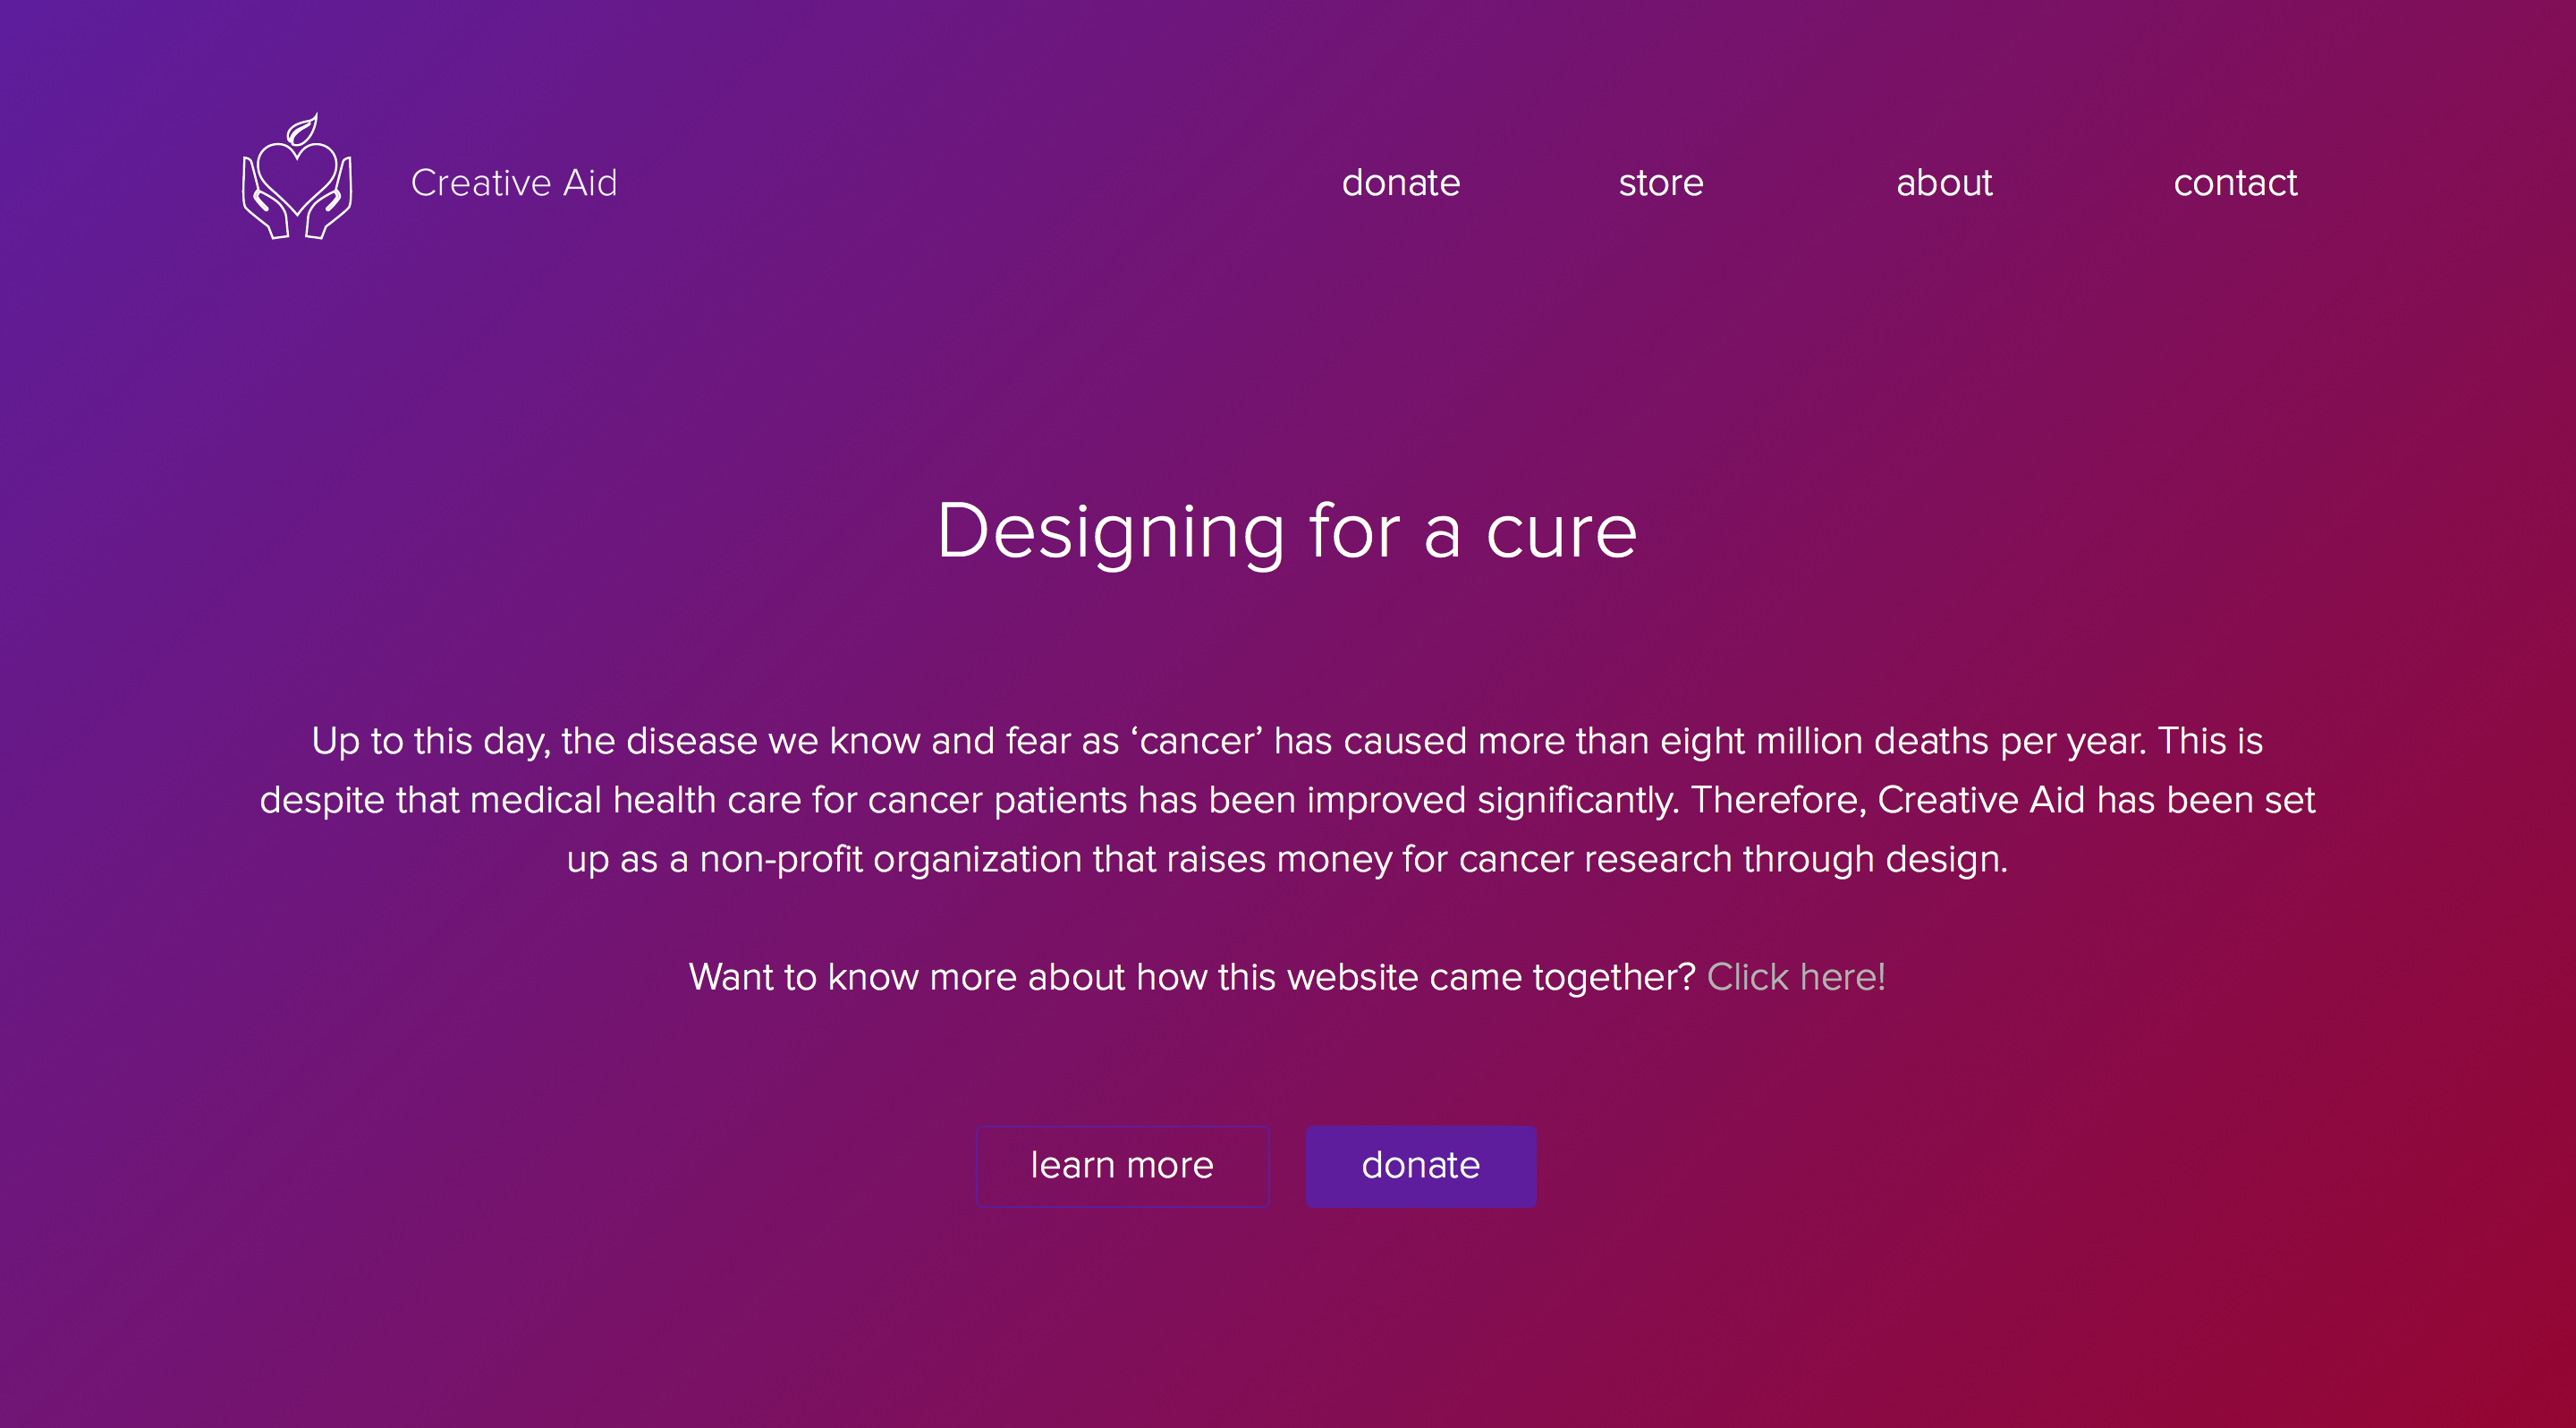 Creative Aid
donate
store
about
contact
Designing for a cure
Up to this day, the disease we know and fear as ‘cancer’ has caused more than eight million deaths per year. This is
despite that medical health care for cancer patients has been improved significantly. Therefore, Creative Aid has been set
up as a non-profit organization that raises money for cancer research through design.
Want to know more about how this website came together? Click here!
learn more
donate